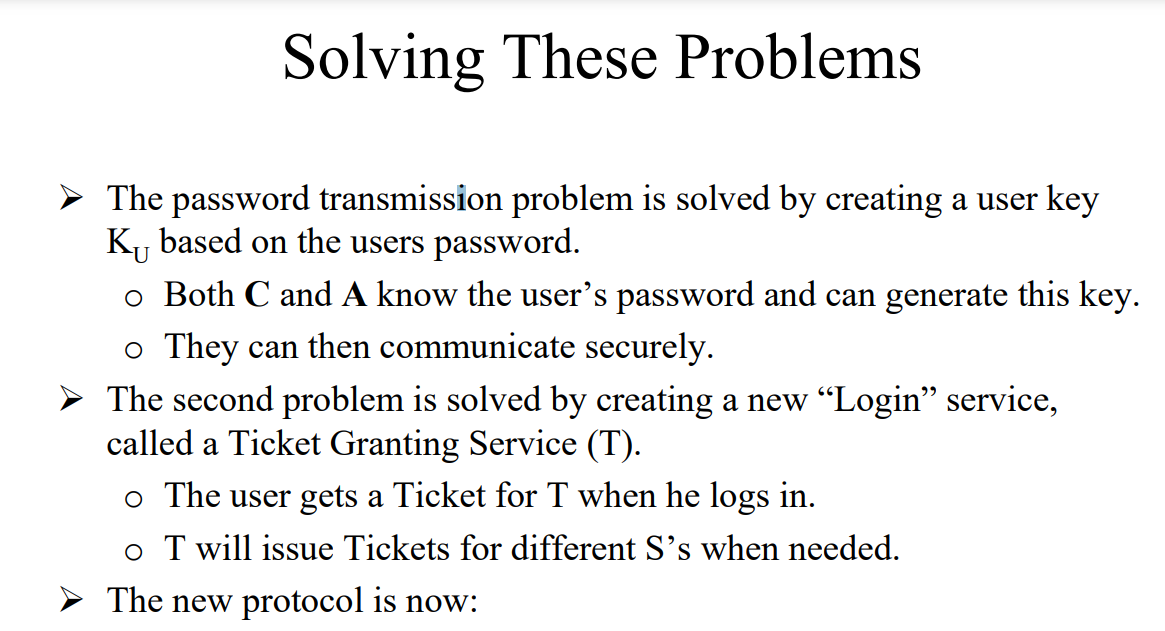 Solving These Problems
➢ The password transmission problem is solved by creating a user key
K_U based on the users password.
o Both C and A know the user’s password and can generate this key.
o They can then communicate securely.
➢ The second problem is solved by creating a new “Login” service,
called a Ticket Granting Service (T).
o The user gets a Ticket for T when he logs in.
o T will issue Tickets for different S’s when needed.
➢ The new protocol is now: